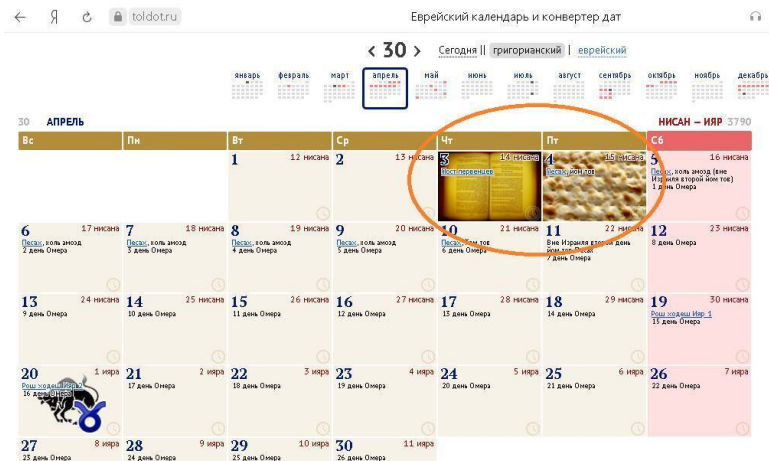 toldot.ru
Еврейский календарь и конвертер дат
< 30 > Сегодня || григорианский | еврейский
январь февраль март апрель май июнь июль август сентябрь октябрь ноябрь декабрь
30 АПРЕЛЬ НИСАН – ИЯР 3790
Вс Пн Вт Ср Чт Пт Сб
1 12 нисана 2 13 нисана 3 14 нисана 4 15 нисана 5 16 нисана
Пост первенцев
Песах, йом тов
Песах, холь амоэд (вне
Израиля второй йом тов)
1 день Омера
6 17 нисана 7 18 нисана 8 19 нисана 9 20 нисана 10 21 нисана 11 22 нисана 12 23 нисана
Песах, холь амоэд
2 день Омера
Песах, холь амоэд
3 день Омера
Песах, холь амоэд
4 день Омера
Песах, холь амоэд
5 день Омера
Песах, йом тов
6 день Омера
Вне Израиля второй день
йом тов Песах
7 день Омера
8 день Омера
13 24 нисана 14 25 нисана 15 26 нисана 16 27 нисана 17 28 нисана 18 29 нисана 19 30 нисана
9 день Омера
10 день Омера
11 день Омера
12 день Омера
13 день Омера
14 день Омера
Рош ходеш Ияр 1
15 день Омера
20 1 ияра 21 2 ияра 22 3 ияра 23 4 ияра 24 5 ияра 25 6 ияра 26 7 ияра
Рош ходеш Ияр 2
16 день Омера
17 день Омера
18 день Омера
19 день Омера
20 день Омера
21 день Омера
22 день Омера
27 8 ияра 28 9 ияра 29 10 ияра 30 11 ияра
23 день Омера
24 день Омера
25 день Омера
26 день Омера